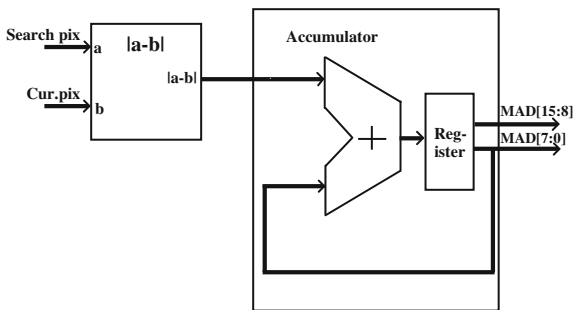 Search pix
a
|a-b|
|a-b|
Cur.pix
b
Accumulator
+
Reg-
ister
MAD[15:8]
MAD[7:0]